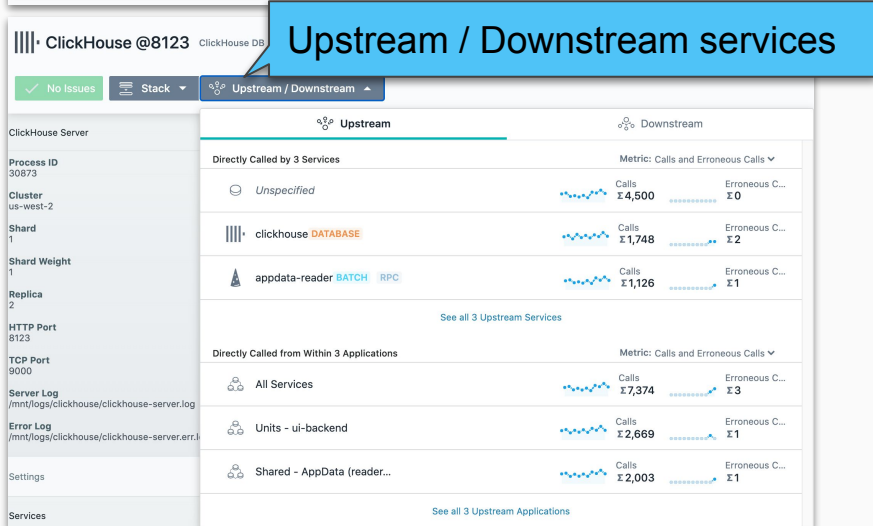 ClickHouse @8123 ClickHouse DB
Upstream / Downstream services
No Issues
Stack
Upstream / Downstream
ClickHouse Server
Process ID
30873
Cluster
us-west-2
Shard
1
Shard Weight
1
Replica
2
HTTP Port
8123
TCP Port
9000
Server Log
/mnt/logs/clickhouse/clickhouse-server.log
Error Log
/mnt/logs/clickhouse/clickhouse-server.err.l
Settings
Services
Upstream
Downstream
Directly Called by 3 Services
Metric: Calls and Erroneous Calls
Unspecified
Calls
Σ4,500
Erroneous C...
Σ0
clickhouse DATABASE
Calls
Σ1,748
Erroneous C...
Σ2
appdata-reader BATCH RPC
Calls
Σ1,126
Erroneous C...
Σ1
See all 3 Upstream Services
Directly Called from Within 3 Applications
Metric: Calls and Erroneous Calls
All Services
Calls
Σ7,374
Erroneous C...
Σ3
Units - ui-backend
Calls
Σ2,669
Erroneous C...
Σ1
Shared - AppData (reader...
Calls
Σ2,003
Erroneous C...
Σ1
See all 3 Upstream Applications